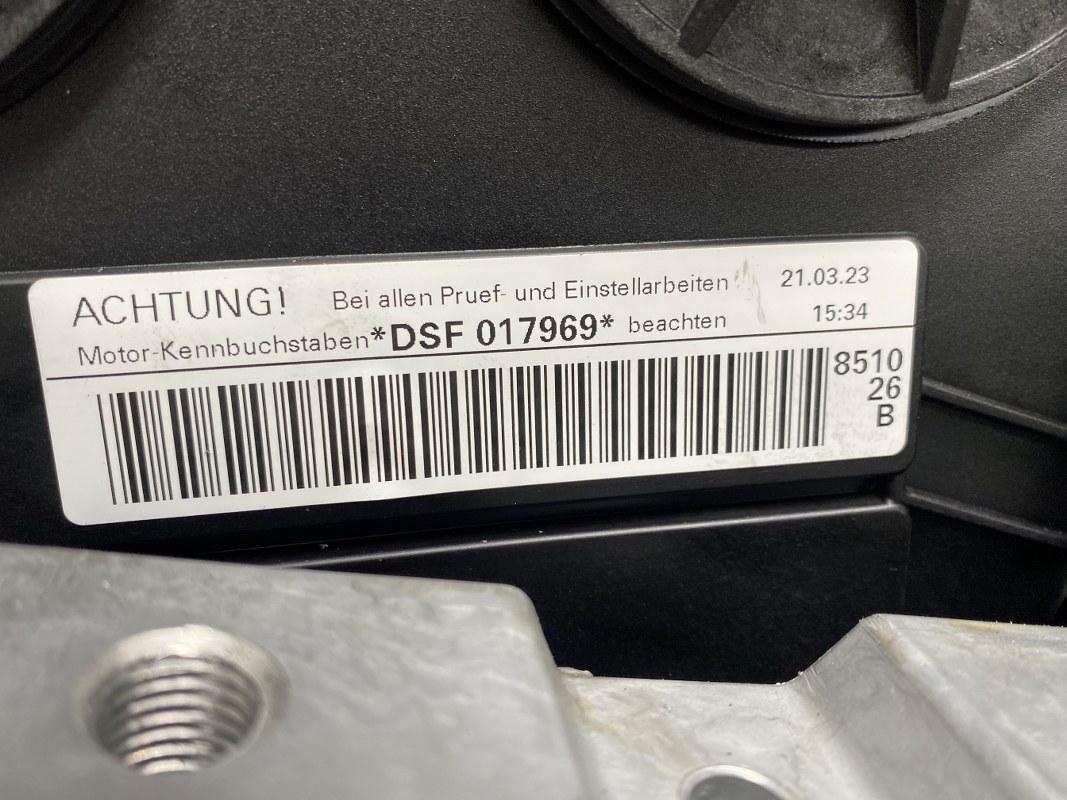 ACHTUNG! Bei allen Pruef- und Einstellarbeiten 21.03.23
Motor-Kennbuchstaben*DSF 017969* beachten 15:34
8510
26
B